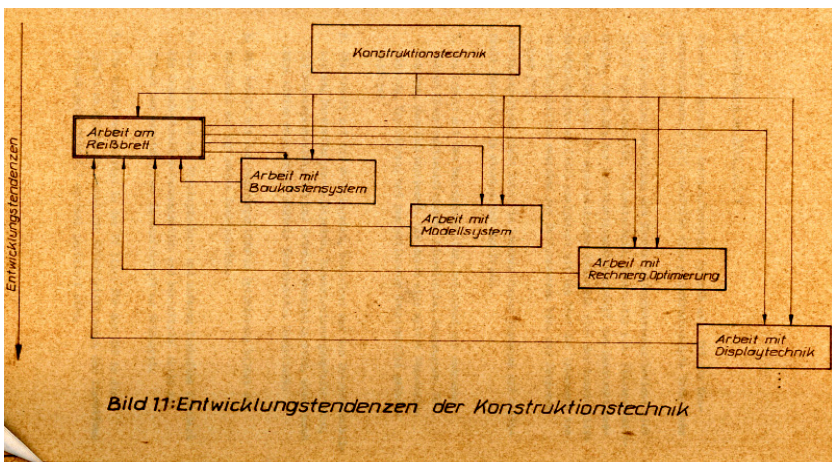 Konstruktionstechnik
Arbeit am
Reißbrett
Arbeit mit
Baukastensystem
Arbeit mit
Modellsystem
Arbeit mit
Rechnerg. Optimierung
Arbeit mit
Displaytechnik
Entwicklungstendenzen
Bild 1.1: Entwicklungstendenzen der Konstruktionstechnik